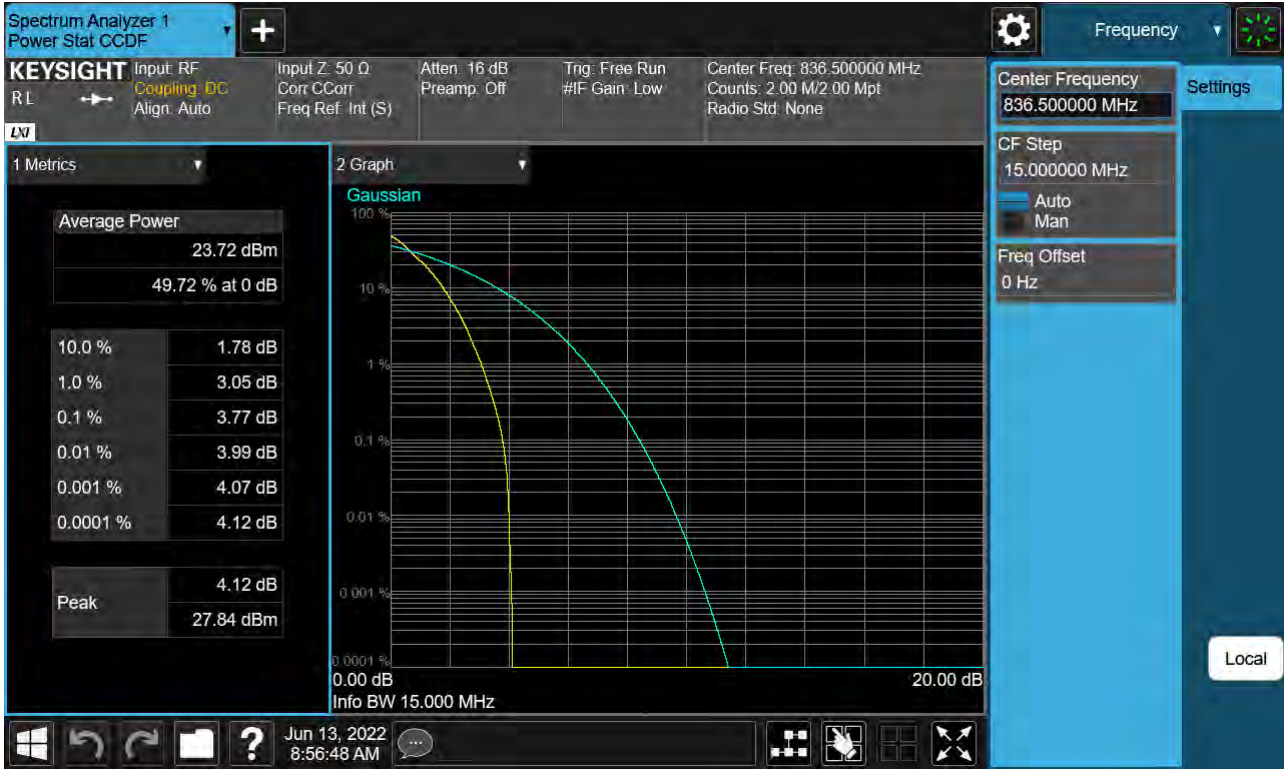 Spectrum Analyzer 1
Power Stat CCDF
Frequency
KEYSIGHT
R L
LXI
Input: RF
Coupling: DC
Align: Auto
Input Z: 50 Ω
Corr CCorr
Freq Ref: Int (S)
Atten: 16 dB
Preamp: Off
Trig: Free Run
#IF Gain: Low
Center Freq: 836.500000 MHz
Counts: 2.00 M/2.00 Mpt
Radio Std: None
Center Frequency
836.500000 MHz
Settings
CF Step
15.000000 MHz
Auto
Man
Freq Offset
0 Hz
1 Metrics
Average Power
23.72 dBm
49.72 % at 0 dB
10.0 % 1.78 dB
1.0 % 3.05 dB
0.1 % 3.77 dB
0.01 % 3.99 dB
0.001 % 4.07 dB
0.0001 % 4.12 dB
Peak
4.12 dB
27.84 dBm
2 Graph
Gaussian
100 %
10 %
1 %
0.1 %
0.01 %
0.001 %
0.0001 %
0.00 dB
20.00 dB
Info BW 15.000 MHz
Local
?
Jun 13, 2022
8:56:48 AM